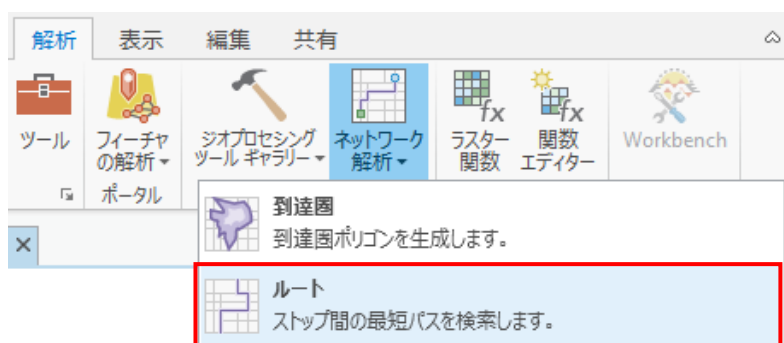 解析 表示 編集 共有
ツール フィーチャ ジオプロセシング ネットワーク ラスター 関数 Workbench
の解析 ツール ギャラリー 解析 関数 エディター
ポータル
到達圏
到達圏ポリゴンを生成します。
ルート
ストップ間の最短パスを検索します。